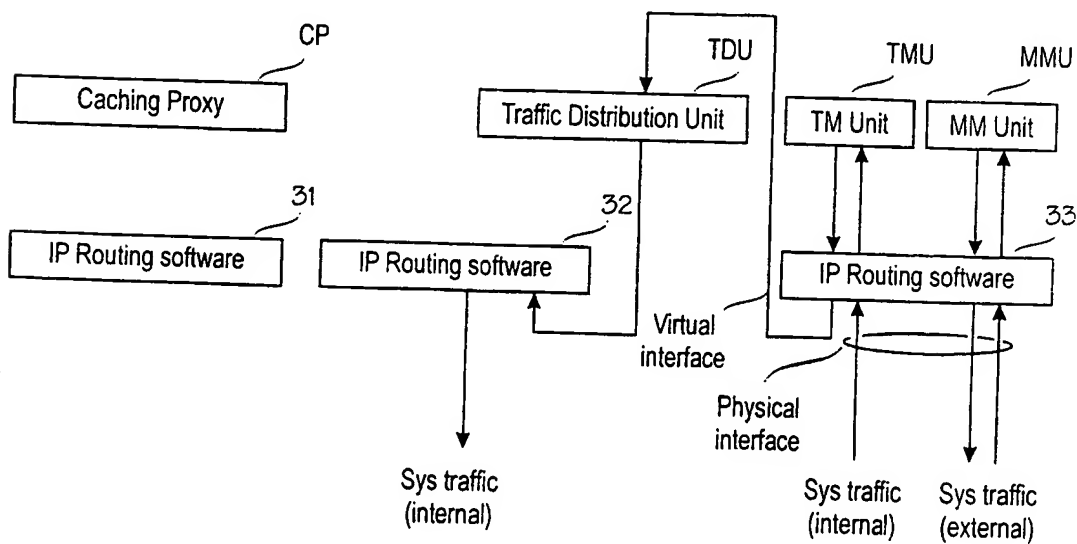 CP
TDU
TMU
MMU
Caching Proxy
Traffic Distribution Unit
TM Unit
MM Unit
31
32
33
IP Routing software
IP Routing software
IP Routing software
Virtual
interface
Physical
interface
Sys traffic
(internal)
Sys traffic
(internal)
Sys traffic
(external)